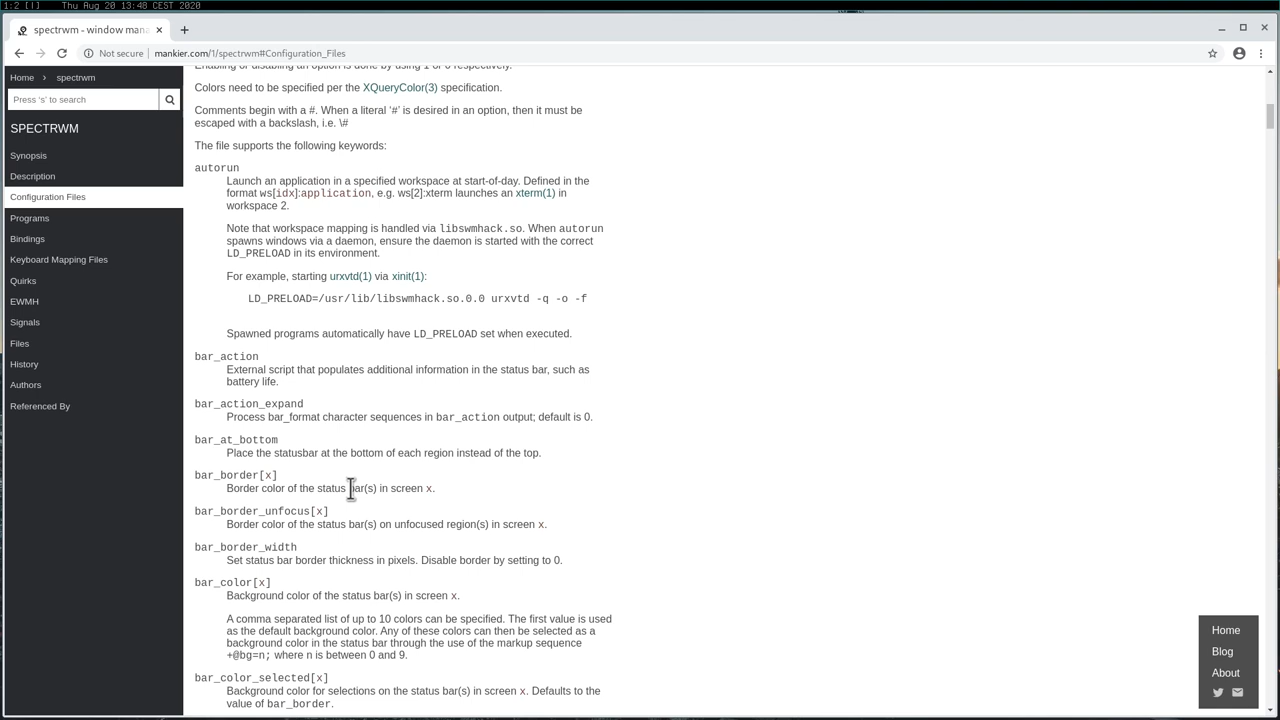 1:2 [|]   Thu Aug 20 13:48 CEST 2020
spectrwm - window man
Not secure | mankier.com/1/spectrwm#Configuration_Files
Home > spectrwm
Press 's' to search
SPECTRWM
Synopsis
Description
Configuration Files
Programs
Bindings
Keyboard Mapping Files
Quirks
EWMH
Signals
Files
History
Authors
Referenced By
Enabling or disabling an option is done by using 1 or 0 respectively.
Colors need to be specified per the XQueryColor(3) specification.
Comments begin with a #. When a literal ‘#’ is desired in an option, then it must be
escaped with a backslash, i.e. \#
The file supports the following keywords:
autorun
Launch an application in a specified workspace at start-of-day. Defined in the
format ws[idx]:application, e.g. ws[2]:xterm launches an xterm(1) in
workspace 2.
Note that workspace mapping is handled via libswmhack.so. When autorun
spawns windows via a daemon, ensure the daemon is started with the correct
LD_PRELOAD in its environment.
For example, starting urxvtd(1) via xinit(1):
LD_PRELOAD=/usr/lib/libswmhack.so.0.0 urxvtd -q -o -f
Spawned programs automatically have LD_PRELOAD set when executed.
bar_action
External script that populates additional information in the status bar, such as
battery life.
bar_action_expand
Process bar_format character sequences in bar_action output; default is 0.
bar_at_bottom
Place the statusbar at the bottom of each region instead of the top.
bar_border[x]
Border color of the status bar(s) in screen x.
bar_border_unfocus[x]
Border color of the status bar(s) on unfocused region(s) in screen x.
bar_border_width
Set status bar border thickness in pixels. Disable border by setting to 0.
bar_color[x]
Background color of the status bar(s) in screen x.
A comma separated list of up to 10 colors can be specified. The first value is used
as the default background color. Any of these colors can then be selected as a
background color in the status bar through the use of the markup sequence
+@bg=n; where n is between 0 and 9.
bar_color_selected[x]
Background color for selections on the status bar(s) in screen x. Defaults to the
value of bar_border.
Home
Blog
About